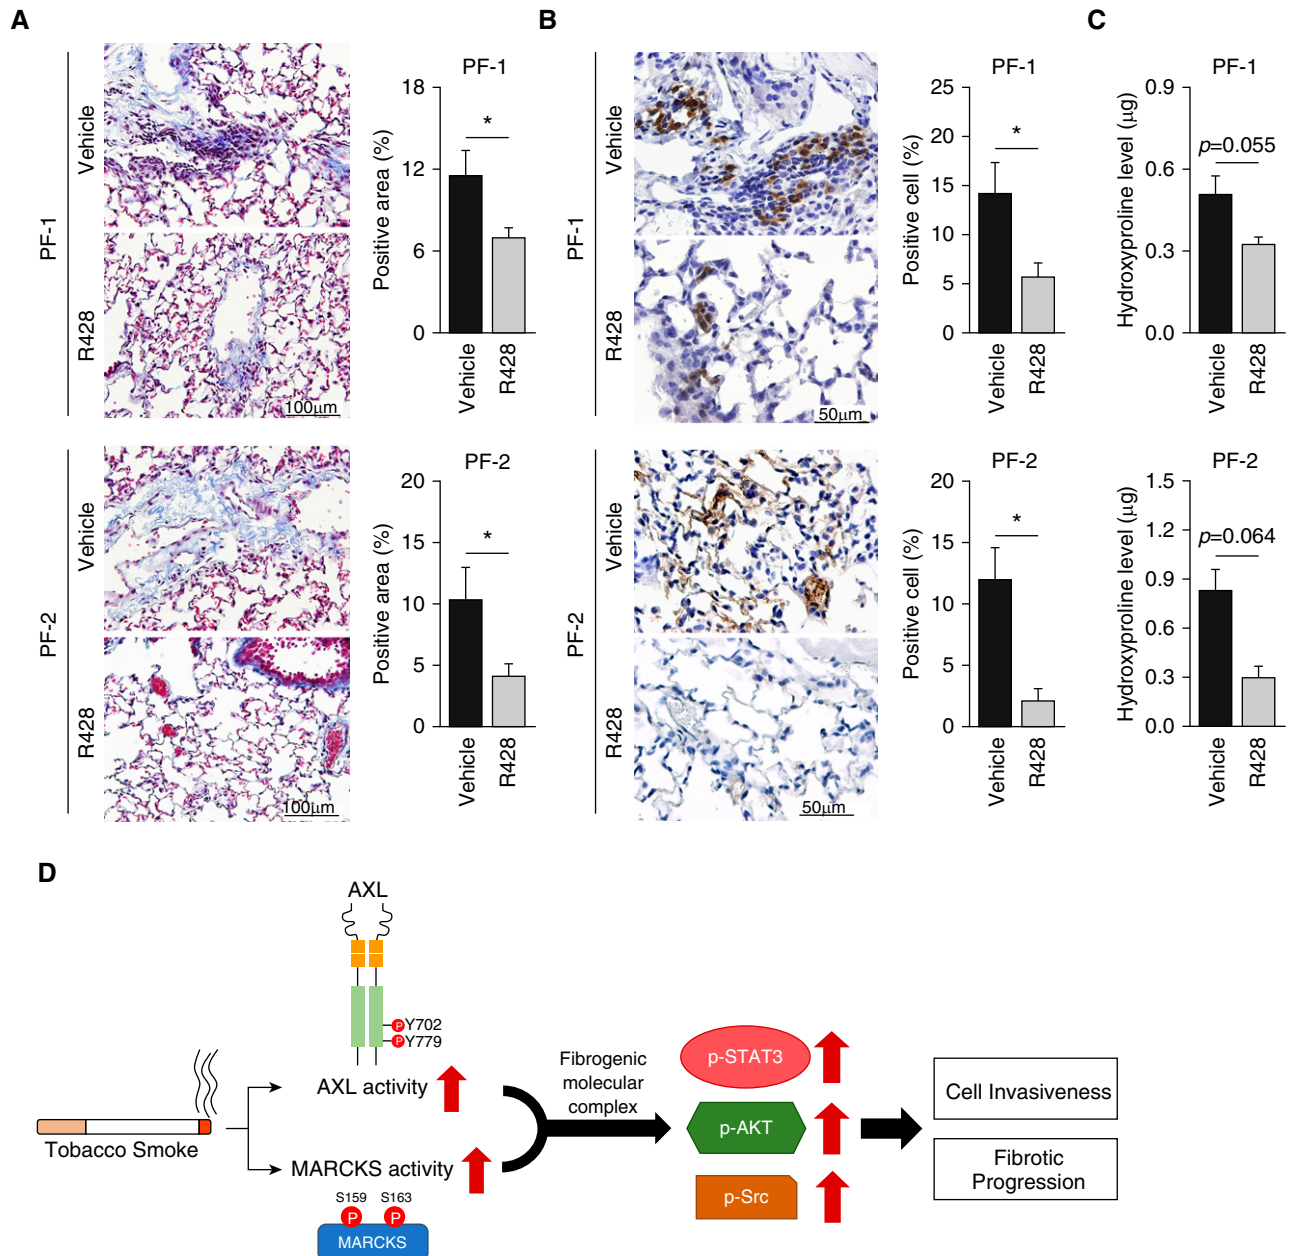 A
PF-1
Vehicle
R428
100µm
PF-1
Positive area (%)
18
12
6
0
*
Vehicle
R428
PF-2
Vehicle
R428
100µm
PF-2
Positive area (%)
20
15
10
5
0
*
Vehicle
R428
B
PF-1
Vehicle
R428
50µm
PF-1
Positive cell (%)
25
20
15
10
5
0
*
Vehicle
R428
PF-2
Vehicle
R428
50µm
PF-2
Positive cell (%)
20
15
10
5
0
*
Vehicle
R428
C
PF-1
Hydroxyproline level (µg)
0.9
0.6
0.3
0.0
p=0.055
Vehicle
R428
PF-2
Hydroxyproline level (µg)
1.5
1.2
0.9
0.6
0.3
0.0
p=0.064
Vehicle
R428
D
AXL
P Y702
P Y779
AXL activity
Tobacco Smoke
MARCKS activity
S159 S163
P P
MARCKS
Fibrogenic
molecular
complex
p-STAT3
p-AKT
p-Src
Cell Invasiveness
Fibrotic
Progression